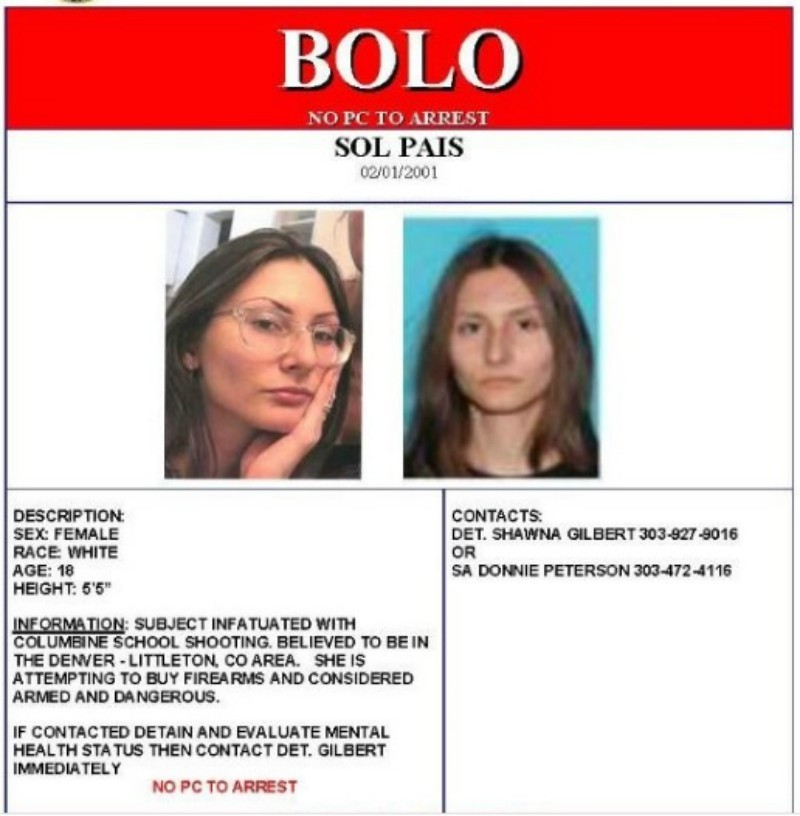 BOLO
NO PC TO ARREST
SOL PAIS
02/01/2001
DESCRIPTION:
SEX: FEMALE
RACE: WHITE
AGE: 18
HEIGHT: 5'5"
INFORMATION: SUBJECT INFATUATED WITH
COLUMBINE SCHOOL SHOOTING. BELIEVED TO BE IN
THE DENVER - LITTLETON, CO AREA. SHE IS
ATTEMPTING TO BUY FIREARMS AND CONSIDERED
ARMED AND DANGEROUS.
IF CONTACTED DETAIN AND EVALUATE MENTAL
HEALTH STATUS THEN CONTACT DET. GILBERT
IMMEDIATELY
NO PC TO ARREST
CONTACTS:
DET. SHAWNA GILBERT 303-927-9016
OR
SA DONNIE PETERSON 303-472-4116